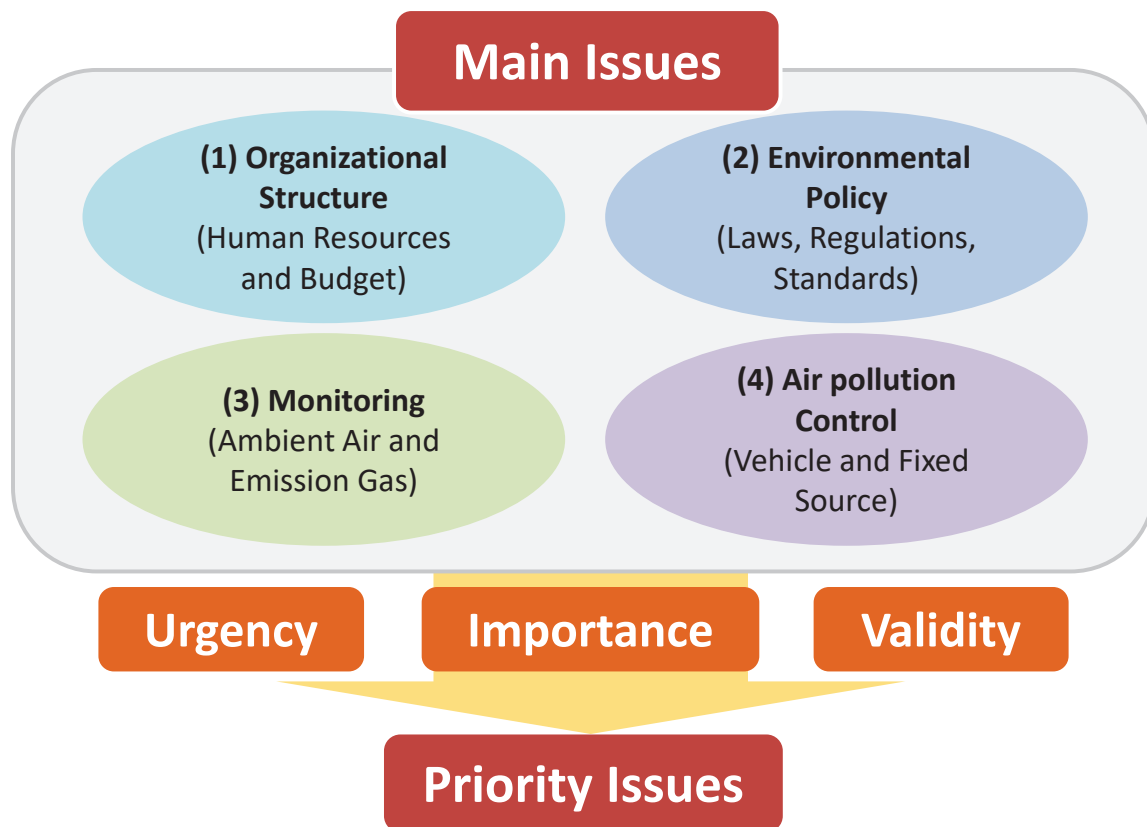 Main Issues
(1) Organizational
Structure
(Human Resources
and Budget)
(2) Environmental
Policy
(Laws, Regulations,
Standards)
(3) Monitoring
(Ambient Air and
Emission Gas)
(4) Air pollution
Control
(Vehicle and Fixed
Source)
Urgency
Importance
Validity
Priority Issues